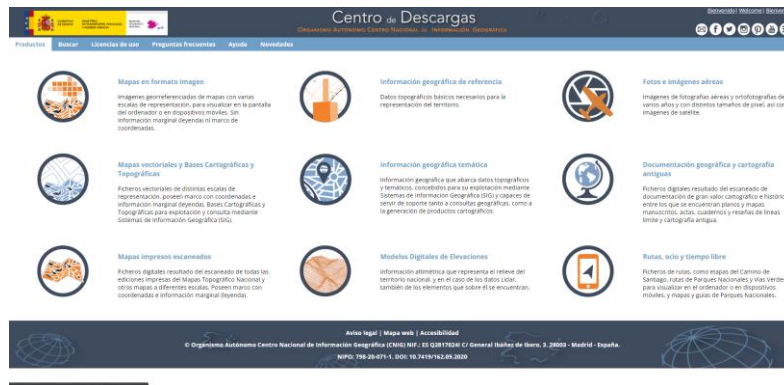 Bienvenido| Welcome| Bienven
Centro de Descargas
Organismo Autónomo Centro Nacional de Información Geográfica
Productos Buscar Licencias de uso Preguntas frecuentes Ayuda Novedades
Mapas en formato imagen
Imágenes georreferenciadas de mapas con varias
escalas de representación, para visualizar en la pantalla
del ordenador o en dispositivos móviles. Sin
información marginal (leyenda) ni marco de
coordenadas.
Información geográfica de referencia
Datos topográficos básicos necesarios para la
representación del territorio.
Fotos e imágenes aéreas
Imágenes de fotografías aéreas y ortofotografías de
varios años y con distintos tamaños de píxel, así com
imágenes de satélite.
Mapas vectoriales y Bases Cartográficas y
Topográficas
Ficheros vectoriales de distintas escalas de
representación, poseen marco con coordenadas e
información marginal (leyenda). Bases Cartográficas y
Topográficas para explotación y consulta mediante
Sistemas de Información Geográfica (SIG).
Información geográfica temática
Información geográfica que abarca datos topográficos
y temáticos, concebidos para su explotación mediante
Sistemas de Información Geográfica (SIG) y capaces de
servir de soporte tanto a consultas geográficas, como a
la generación de productos cartográficos.
Documentación geográfica y cartografía
antiguas
Ficheros digitales resultado del escaneado de
documentación de gran valor cartográfico e históric
entre los que se encuentran planos y mapas
manuscritos, actas, cuadernos y reseñas de líneas
límite y cartografía antigua.
Mapas impresos escaneados
Ficheros digitales resultado del escaneado de todas las
ediciones impresas del Mapas Topográfico Nacional y
otros mapas a diferentes escalas. Poseen marco con
coordenadas e información marginal (leyenda).
Modelos Digitales de Elevaciones
Información altimétrica que representa el relieve del
territorio nacional, y en el caso de los datos Lidar,
también de los elementos que sobre él se encuentran.
Rutas, ocio y tiempo libre
Ficheros de rutas, como etapas del Camino de
Santiago, rutas de Parques Nacionales y Vías Verdes
para visualizar en el ordenador o en dispositivos
móviles, y mapas y guías de Parques Nacionales.
Aviso legal | Mapa web | Accesibilidad
© Organismo Autónomo Centro Nacional de Información Geográfica (CNIG) NIF.: ES Q2817024I C/ General Ibáñez de Ibero, 3. 28003 - Madrid - España.
NIPO: 798-20-071-1. DOI: 10.7419/162.09.2020